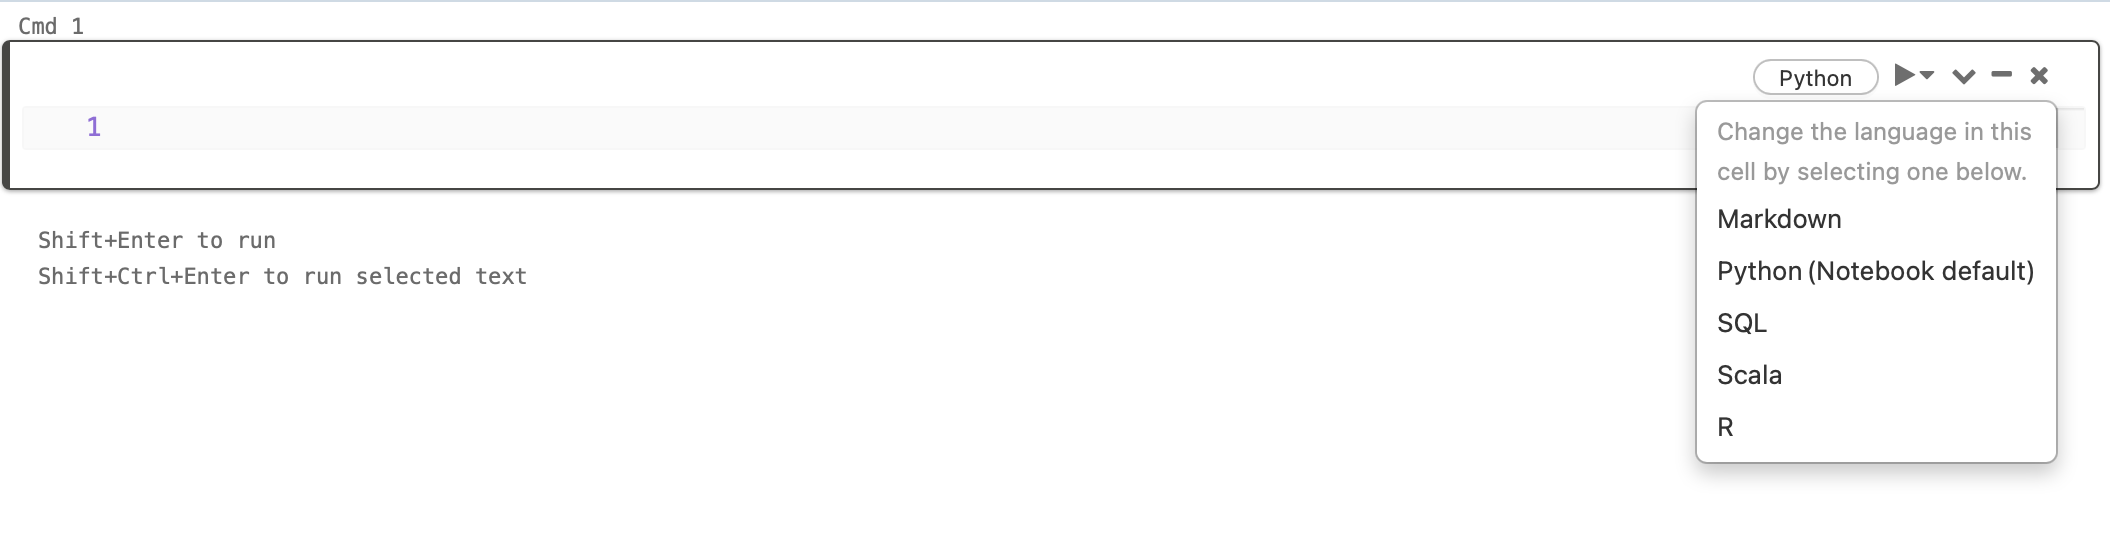 Cmd 1
Python
1
Change the language in this
cell by selecting one below.
Markdown
Python (Notebook default)
SQL
Scala
R
Shift+Enter to run
Shift+Ctrl+Enter to run selected text